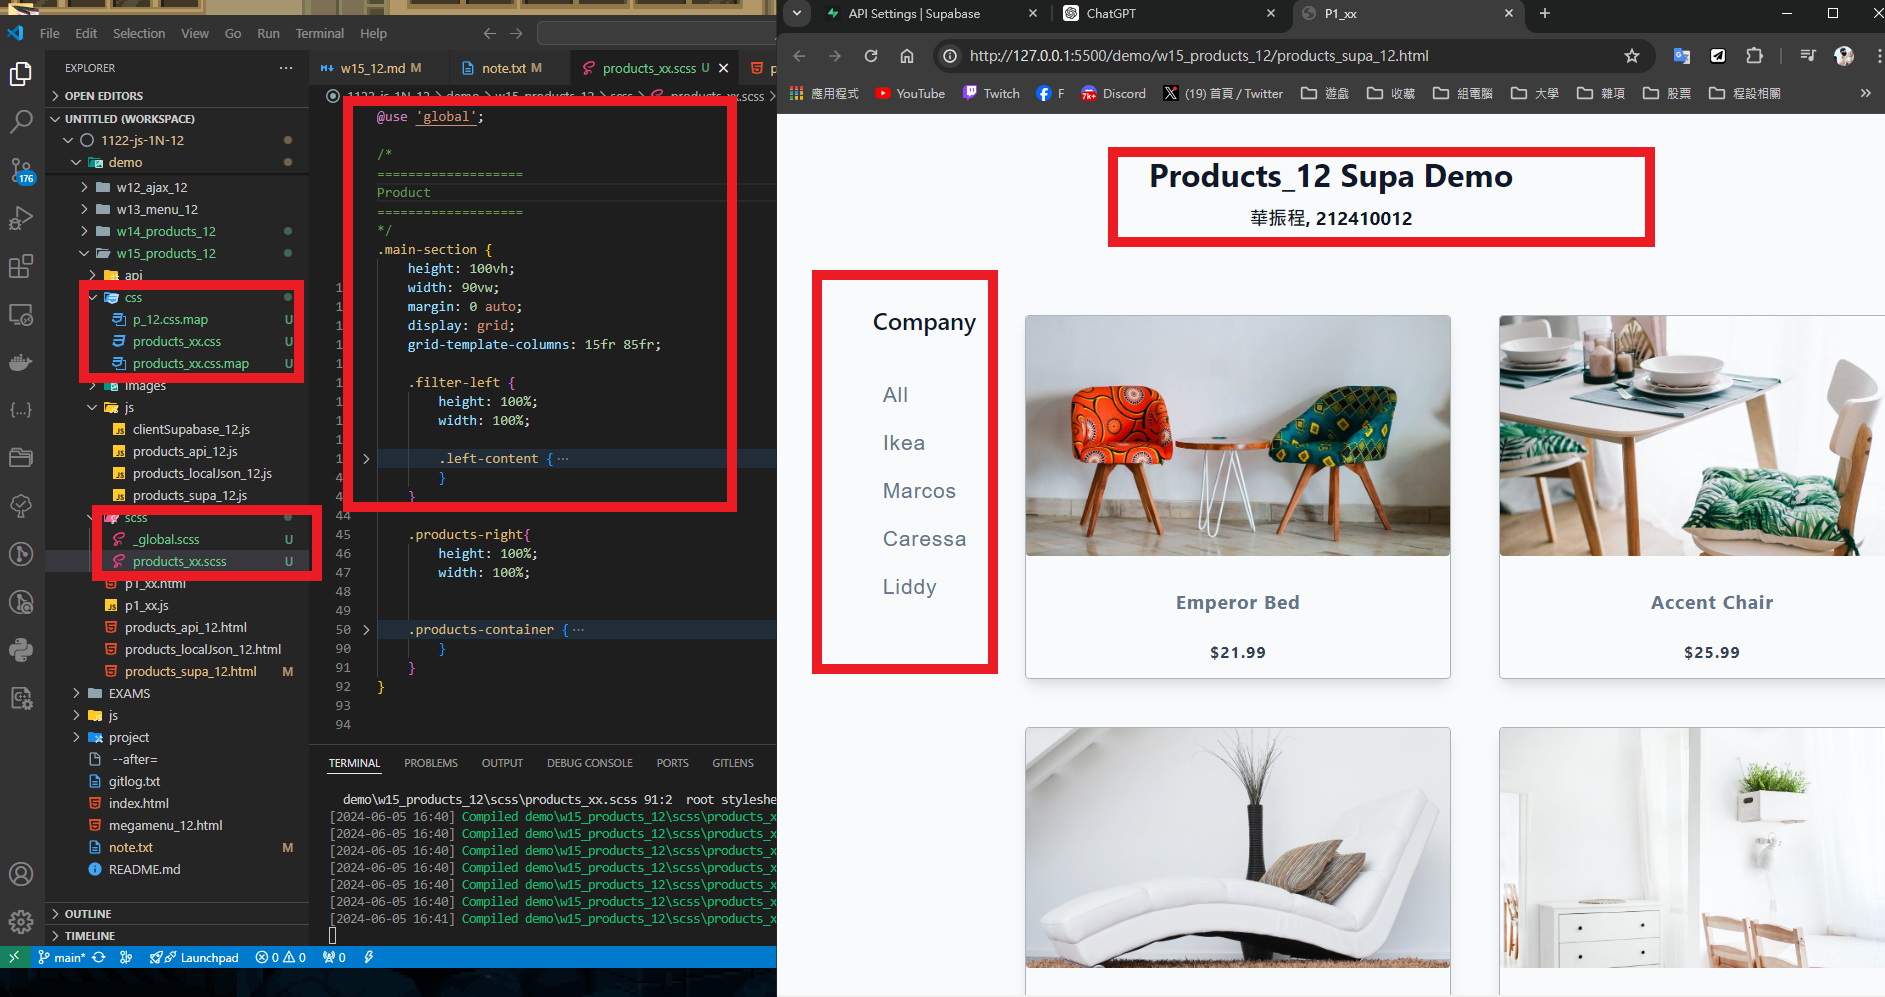 File Edit Selection View Go Run Terminal Help
EXPLORER
OPEN EDITORS
UNTITLED (WORKSPACE)
1122-js-1N-12
demo
w12_ajax_12
w13_menu_12
w14_products_12
w15_products_12
api
css
p_12.css.map U
products_xx.css U
products_xx.css.map U
images
js
clientSupabase_12.js
products_api_12.js
products_localJson_12.js
products_supa_12.js
scss
_global.scss U
products_xx.scss U
p1_xx.html
p1_xx.js
products_api_12.html
products_localJson_12.html
products_supa_12.html M
EXAMS
js
project
--after=
gitlog.txt
index.html
megamenu_12.html
note.txt M
README.md
OUTLINE
TIMELINE
176
w15_12.md M note.txt M products_xx.scss U
1122-js-1N-12 > demo > w15_products_12 > scss > products_xx.scss >
@use 'global';
/*
===================
Product
===================
*/
.main-section {
height: 100vh;
width: 90vw;
margin: 0 auto;
display: grid;
grid-template-columns: 15fr 85fr;
.filter-left {
height: 100%;
width: 100%;
.left-content { ...
}
}
44
45 .products-right{
46 height: 100%;
47 width: 100%;
48
49
50 .products-container { ...
90 }
91 }
92 }
93
94
TERMINAL PROBLEMS OUTPUT DEBUG CONSOLE PORTS GITLENS
demo\w15_products_12\scss\products_xx.scss 91:2 root styleshe
[2024-06-05 16:40] Compiled demo\w15_products_12\scss\products_x
[2024-06-05 16:40] Compiled demo\w15_products_12\scss\products_x
[2024-06-05 16:40] Compiled demo\w15_products_12\scss\products_x
[2024-06-05 16:40] Compiled demo\w15_products_12\scss\products_x
[2024-06-05 16:40] Compiled demo\w15_products_12\scss\products_x
[2024-06-05 16:40] Compiled demo\w15_products_12\scss\products_x
[2024-06-05 16:41] Compiled demo\w15_products_12\scss\products_x
main* Launchpad 0 0 0
API Settings | Supabase ChatGPT P1_xx
http://127.0.0.1:5500/demo/w15_products_12/products_supa_12.html
應用程式 YouTube Twitch F Discord (19) 首頁 / Twitter 遊戲 收藏 組電腦 大學 雜項 股票 程設相關
Products_12 Supa Demo
華振程, 212410012
Company
All
Ikea
Marcos
Caressa
Liddy
Emperor Bed
$21.99
Accent Chair
$25.99